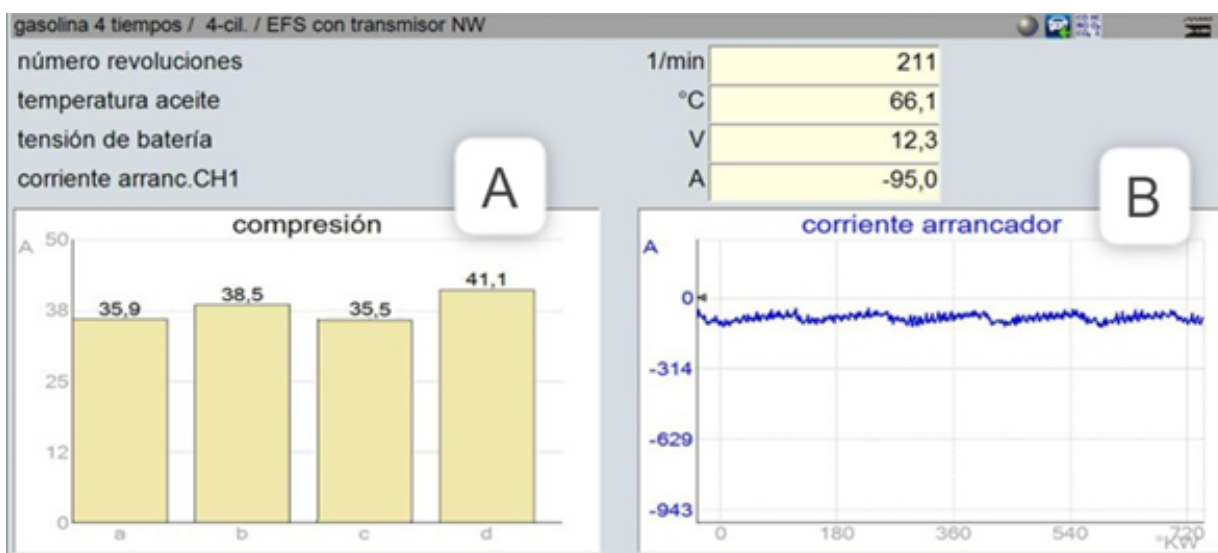 gasolina 4 tiempos / 4-cil. / EFS con transmisor NW
número revoluciones 1/min 211
temperatura aceite °C 66,1
tensión de batería V 12,3
corriente arranc.CH1 A -95,0
A
B
compresión
A 50
38
25
12
0
35,9 38,5 35,5 41,1
a b c d
corriente arrancador
A
0
-314
-629
-943
0 180 360 540 720
°KW